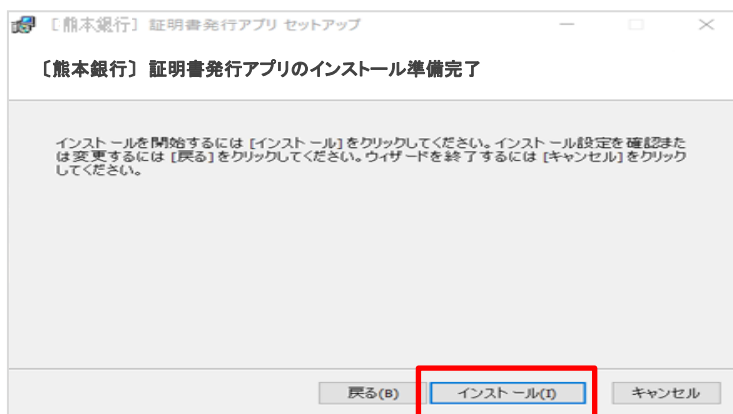 ［熊本銀行］ 証明書発行アプリ セットアップ
〔熊本銀行〕 証明書発行アプリのインストール準備完了
インストールを開始するには [インストール] をクリックしてください。インストール設定を確認また
は変更するには [戻る] をクリックしてください。ウィザードを終了するには [キャンセル] をクリック
してください。
戻る(B) インストール(I) キャンセル